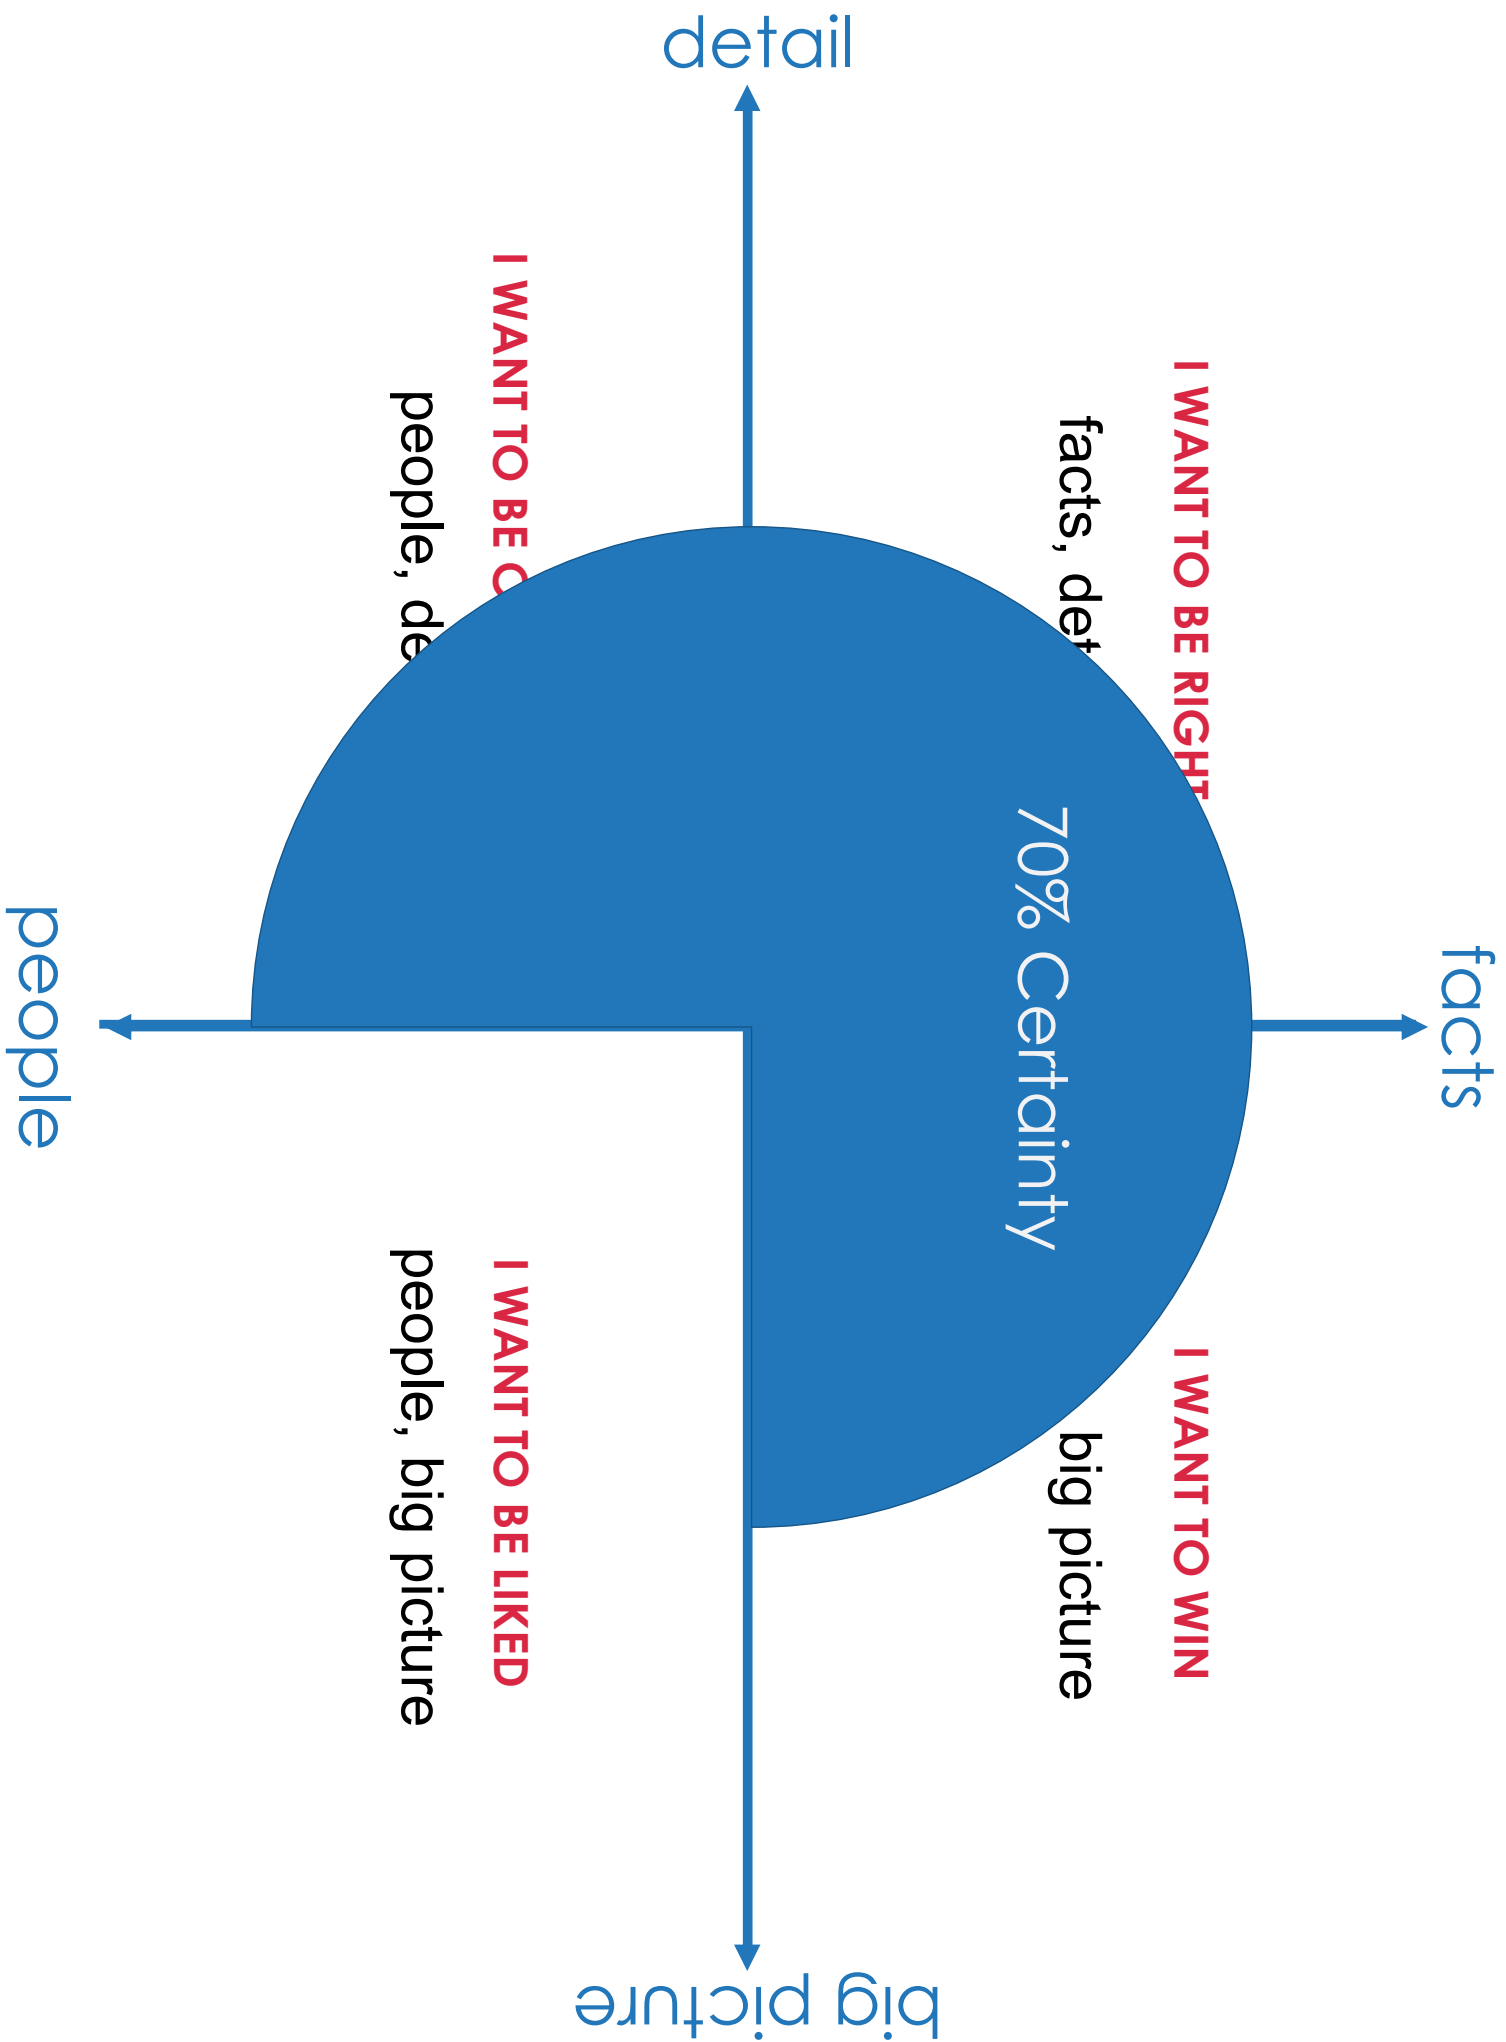 facts
I WANT TO BE RIGHT
I WANT TO WIN
facts, det
big picture
70% Certainty
detail
big picture
I WANT TO BE
I WANT TO BE LIKED
people, de
people, big picture
people